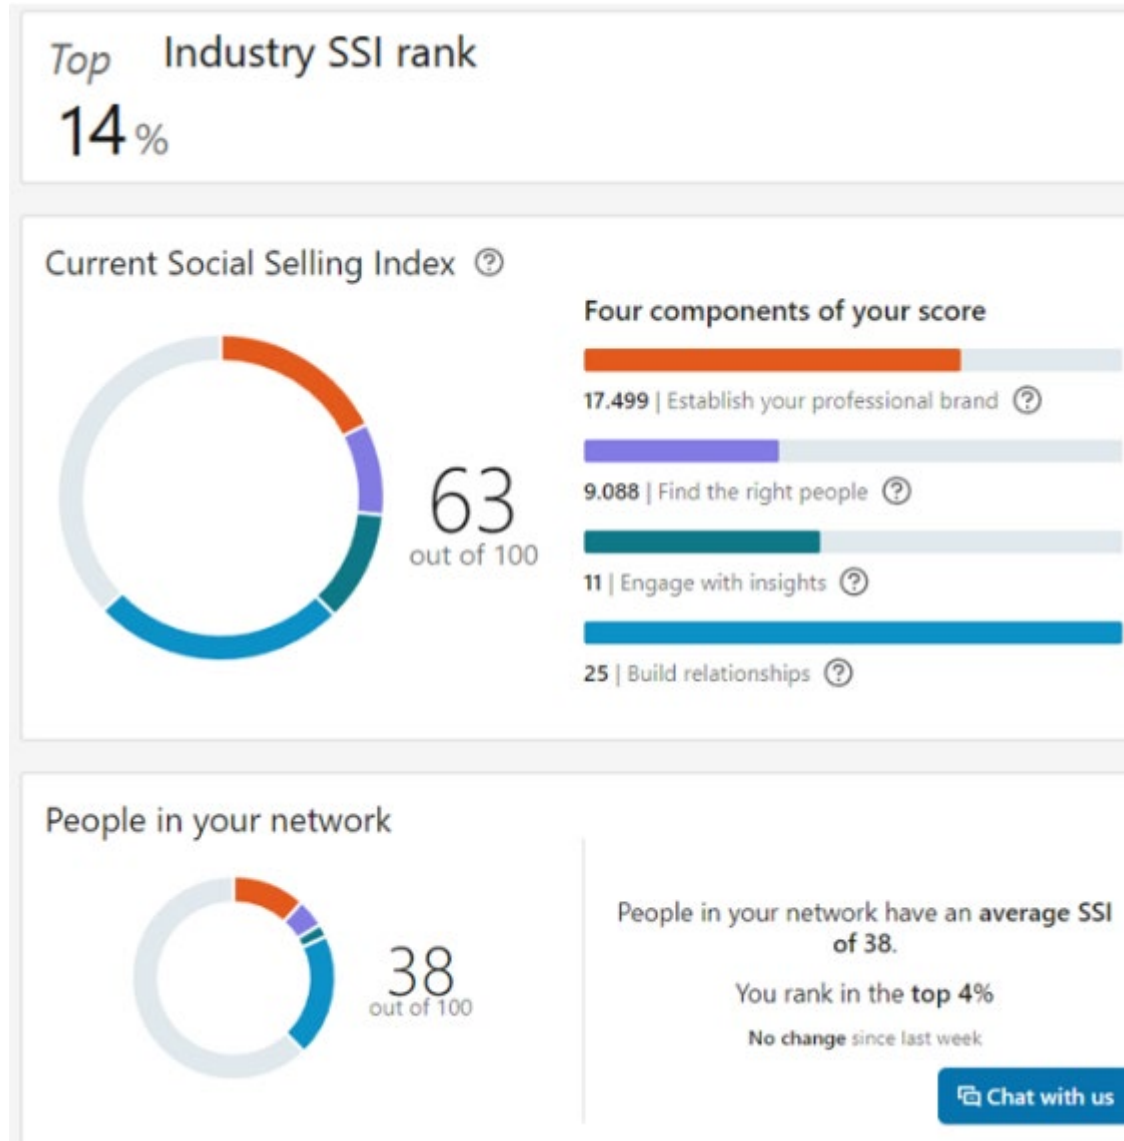 Top Industry SSI rank
14 %
Current Social Selling Index ?
63
out of 100
Four components of your score
17.499 | Establish your professional brand ?
9.088 | Find the right people ?
11 | Engage with insights ?
25 | Build relationships ?
People in your network
38
out of 100
People in your network have an average SSI
of 38.
You rank in the top 4%
No change since last week
Chat with us